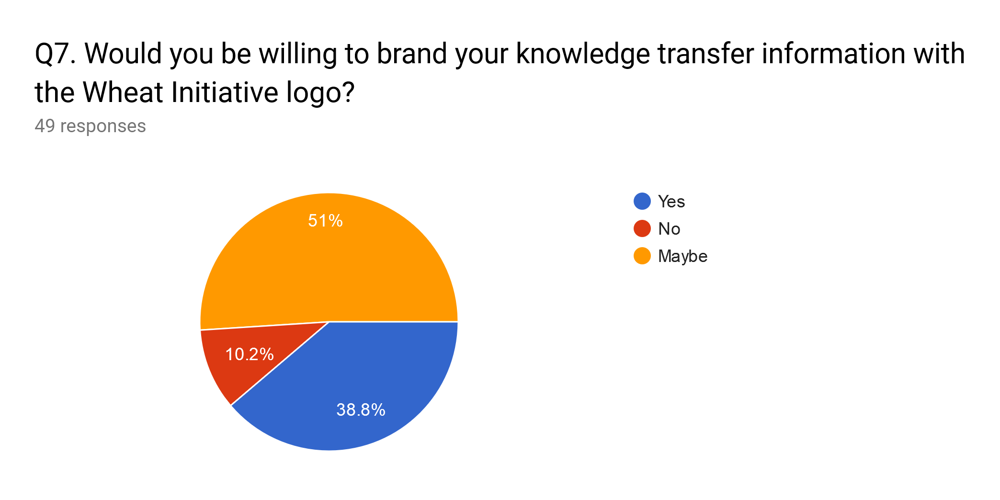 Q7. Would you be willing to brand your knowledge transfer information with
the Wheat Initiative logo?
49 responses
51%
10.2%
38.8%
Yes
No
Maybe